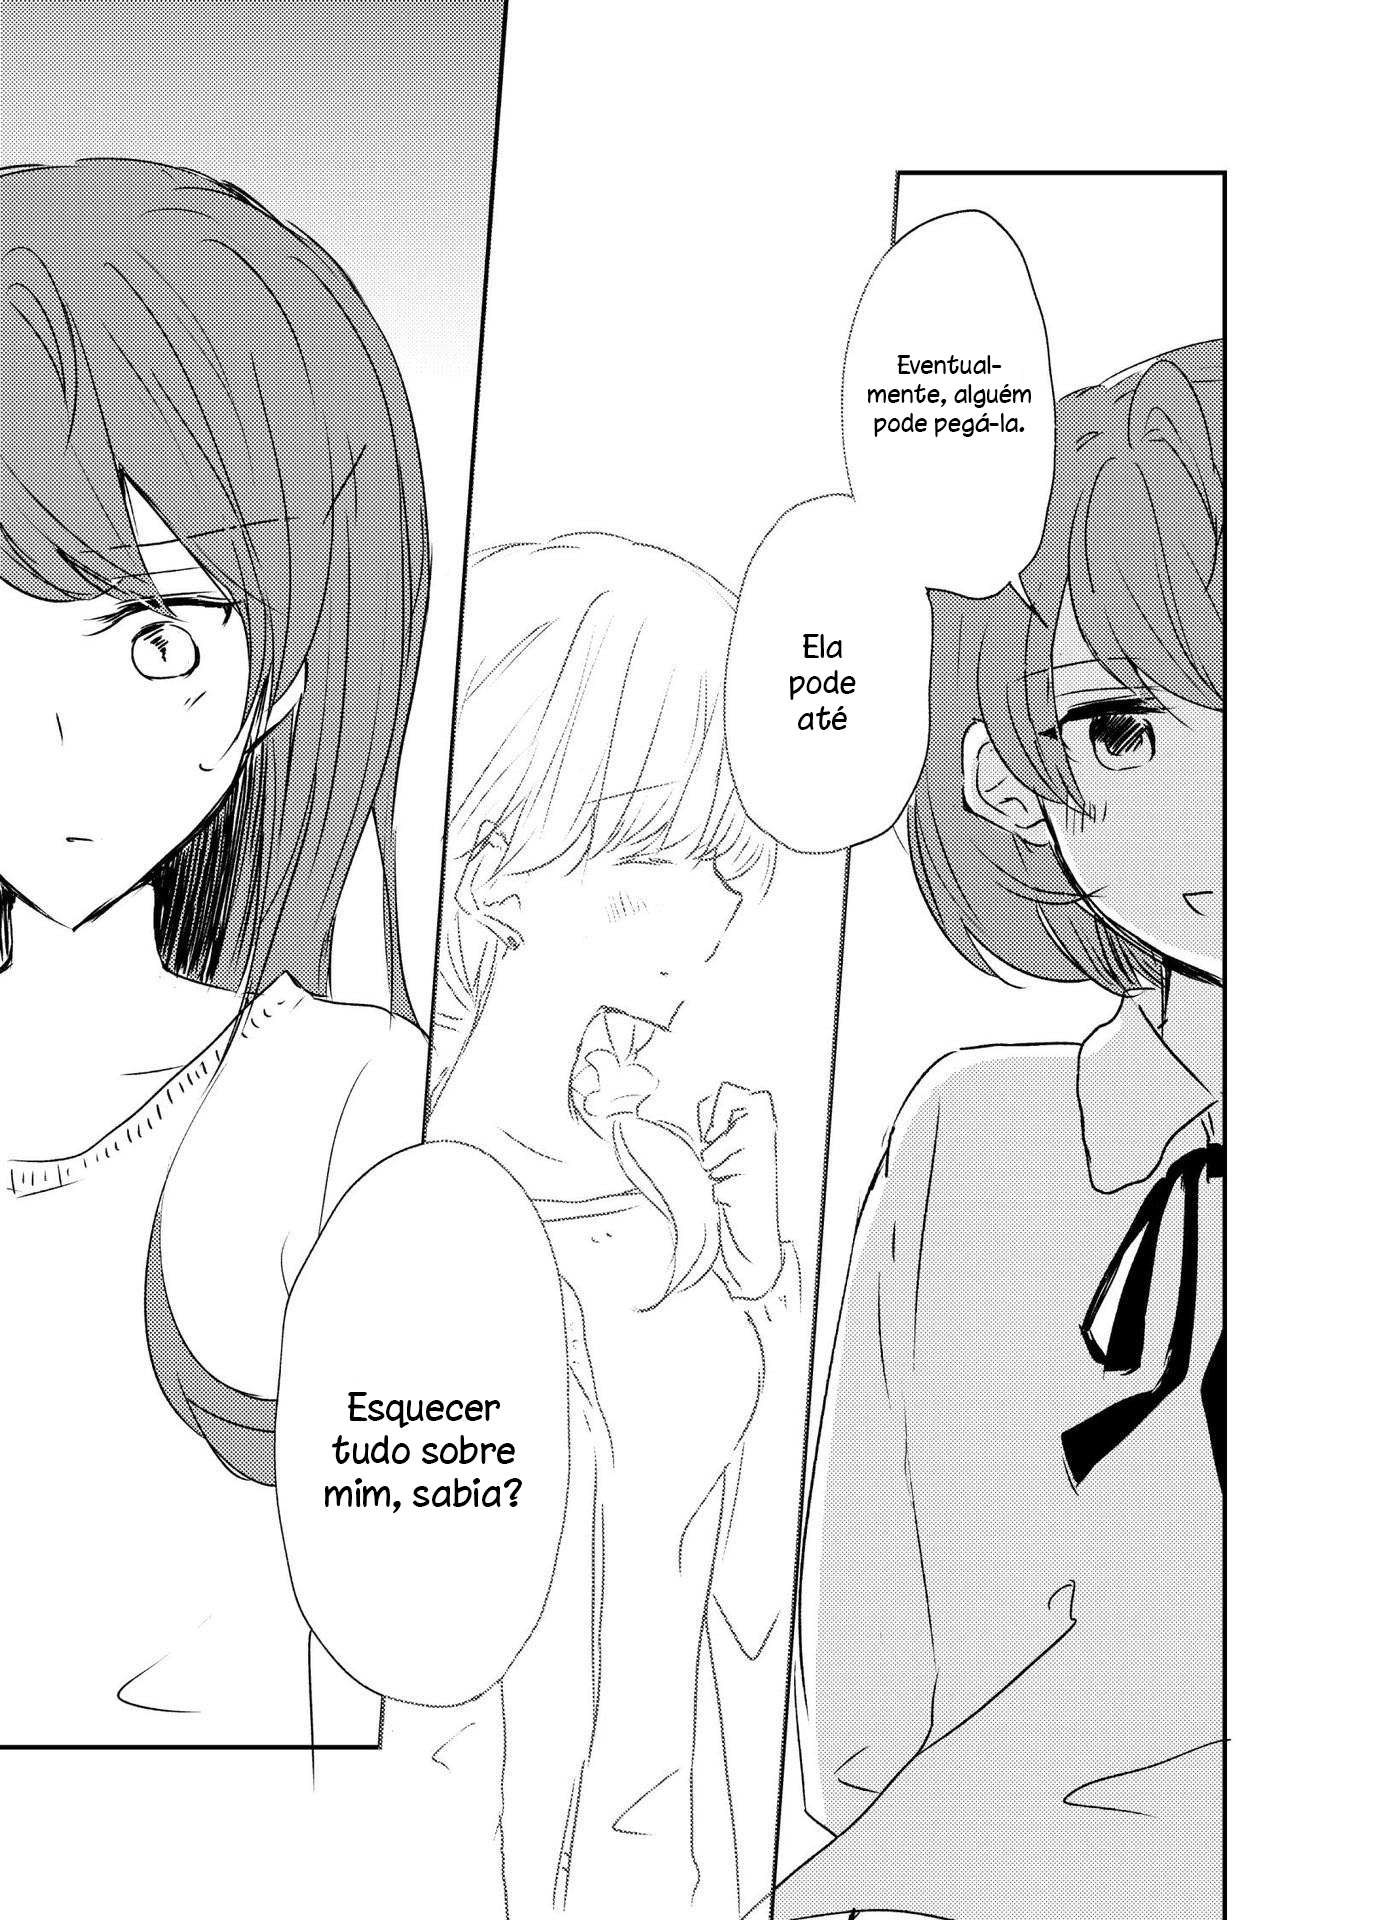 Eventual-
mente, alguém
pode pegá-la.
Ela
pode
até
Esquecer
tudo sobre
mim, sabia?